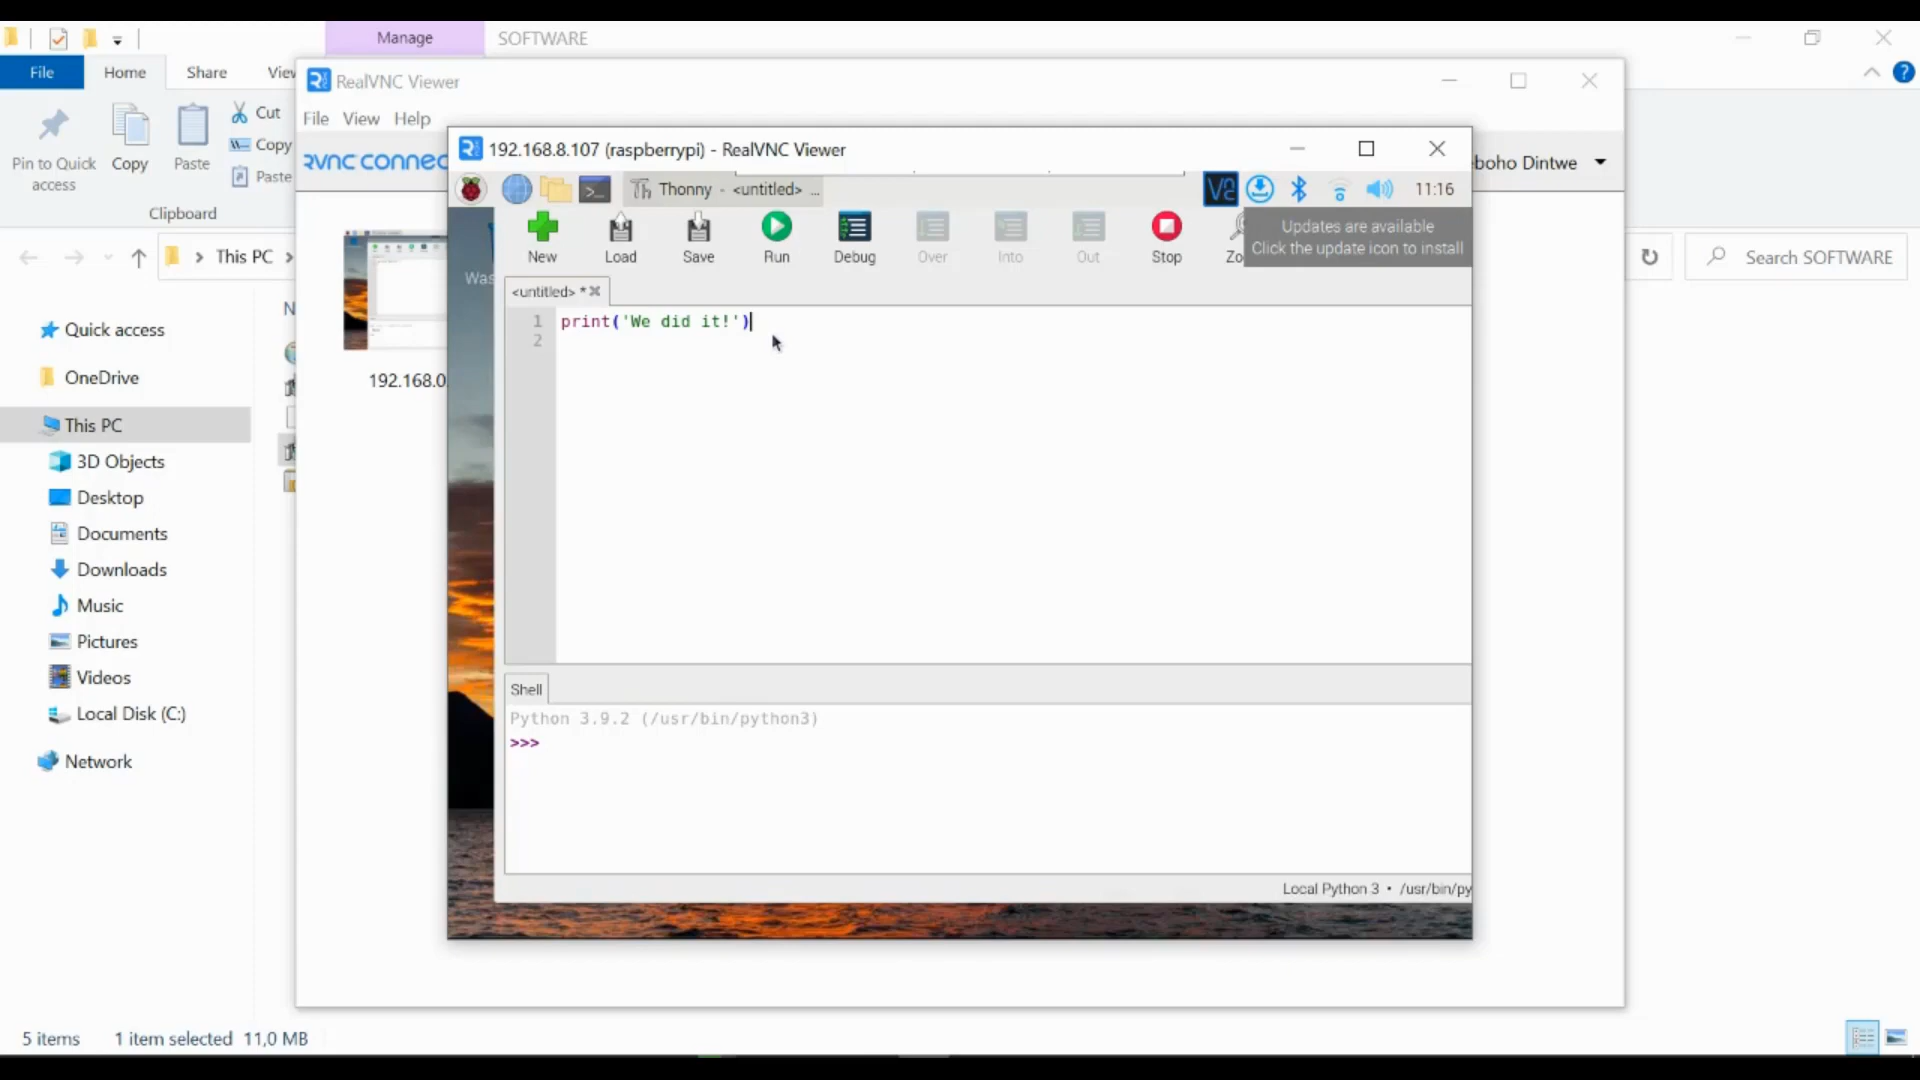 Manage
SOFTWARE
File
Home
Share
RealVNC Viewer
File
View
Help
Pin to Quick access
Copy
Paste
Cut
Copy
Paste
Clipboard
This PC
Search SOFTWARE
192.168.8.107 (raspberrypi) - RealVNC Viewer
Dintwe
Thonny - <untitled> ...
11:16
Updates are available
Click the update icon to install
New
Load
Save
Run
Debug
Over
Into
Out
Stop
<untitled> *
1 print('We did it!')
2
192.168.0
Quick access
OneDrive
This PC
3D Objects
Desktop
Documents
Downloads
Music
Pictures
Videos
Local Disk (C:)
Network
Shell
Python 3.9.2 (/usr/bin/python3)
>>>
Local Python 3 • /usr/bin/py
5 items
1 item selected 11,0 MB